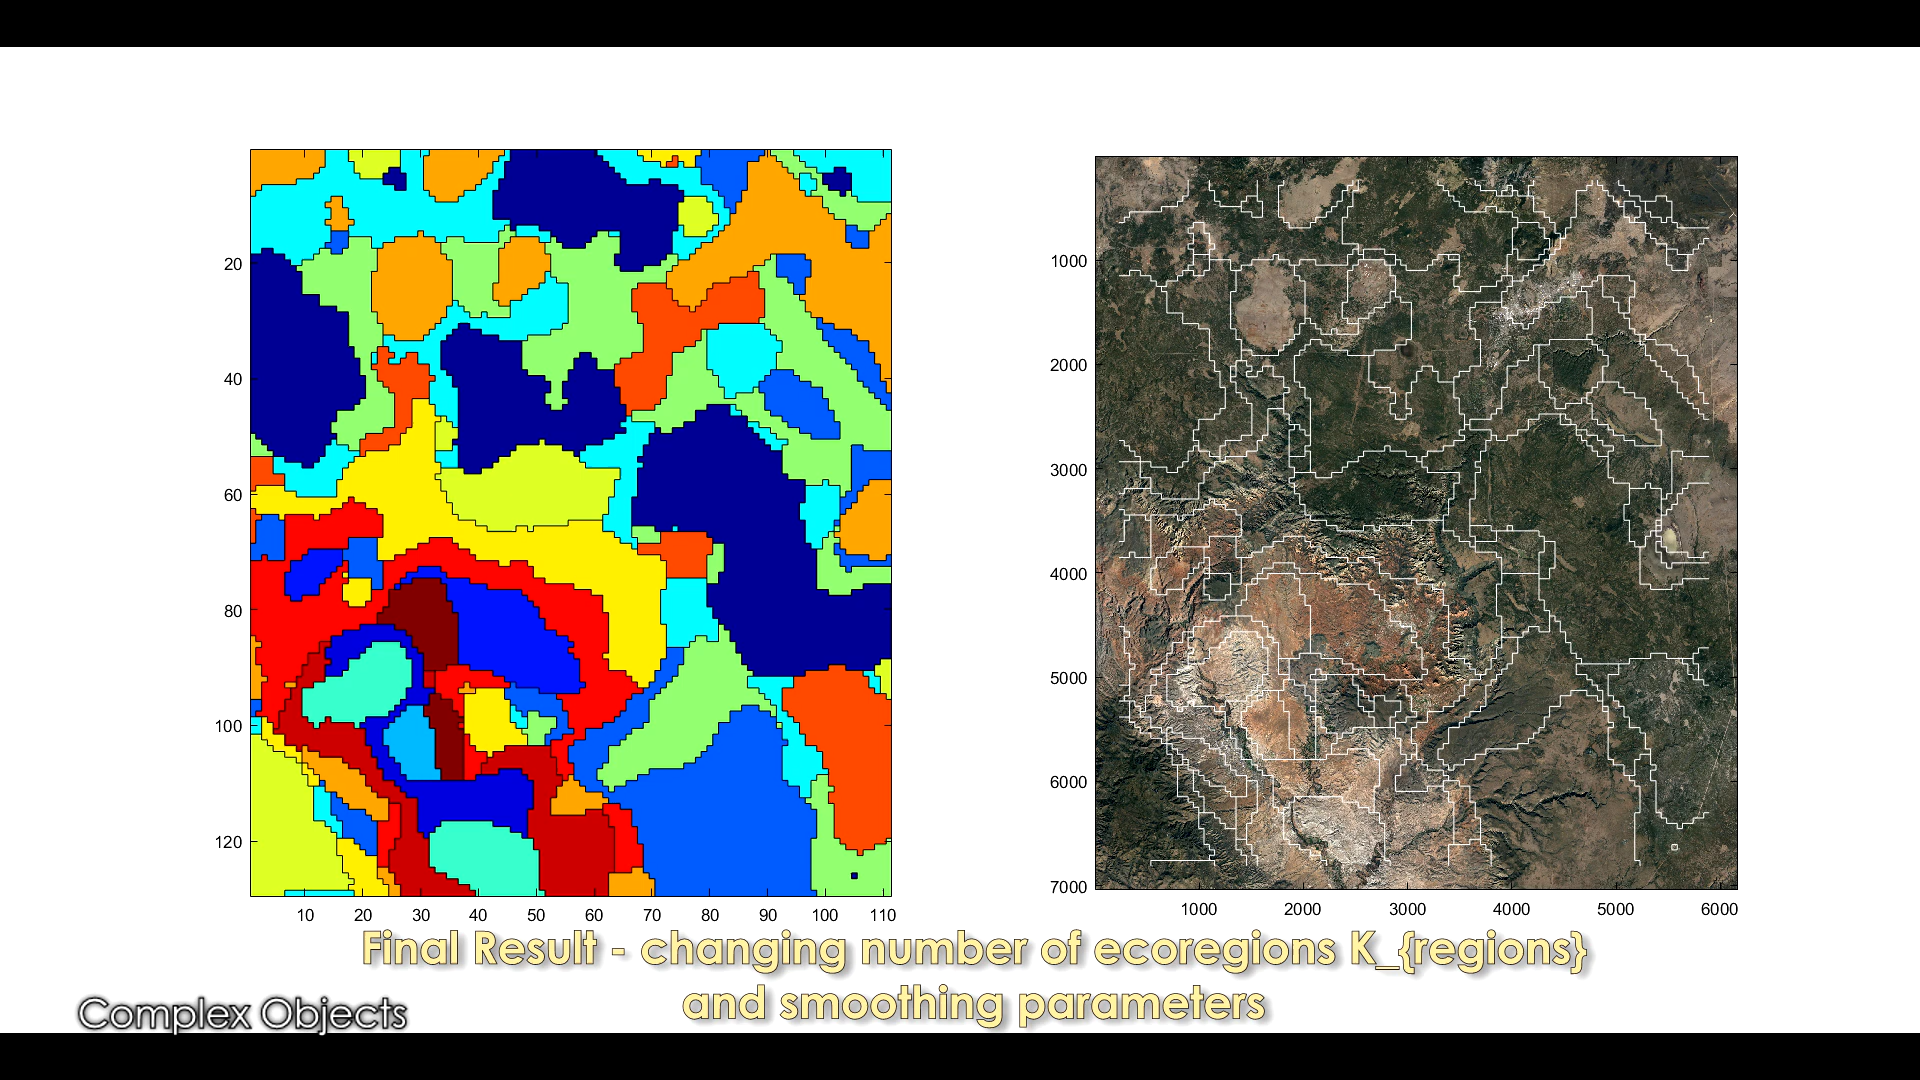 20
40
60
80
100
120
10 20 30 40 50 60 70 80 90 100 110
1000
2000
3000
4000
5000
6000
7000
1000 2000 3000 4000 5000 6000
Final Result - changing number of ecoregions K_{regions}
and smoothing parameters
Complex Objects